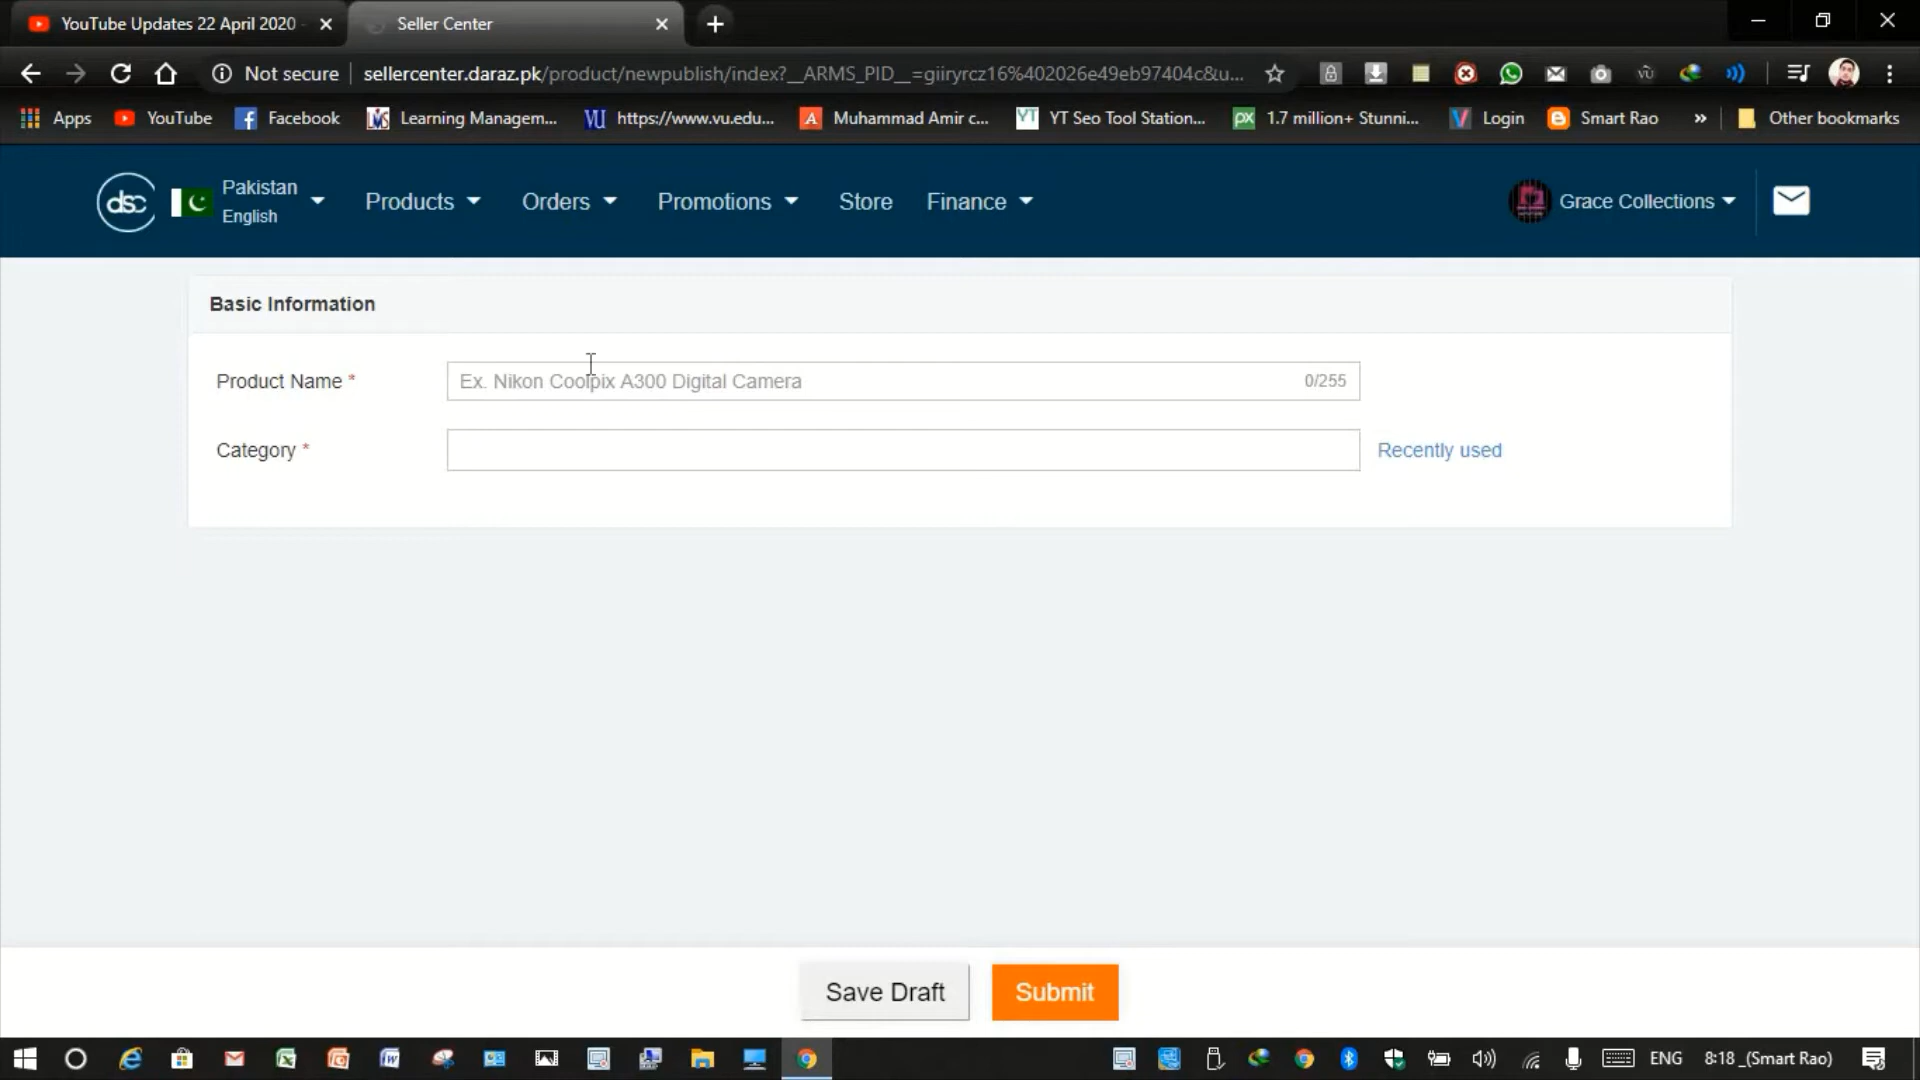 YouTube Updates 22 April 2020
Seller Center
Not secure
sellercenter.daraz.pk/product/newpublish/index?__ARMS_PID__=giiryrcz16%402026e49eb97404c&u...
Apps
YouTube
Facebook
Learning Managem...
https://www.vu.edu...
Muhammad Amir c...
YT Seo Tool Station...
1.7 million+ Stunni...
Login
Smart Rao
»
Other bookmarks
dsc
Pakistan
English
Products
Orders
Promotions
Store
Finance
Grace Collections
Basic Information
Product Name *
Ex. Nikon Coolpix A300 Digital Camera
0/255
Category *
Recently used
Save Draft
Submit
ENG
8:18 _(Smart Rao)